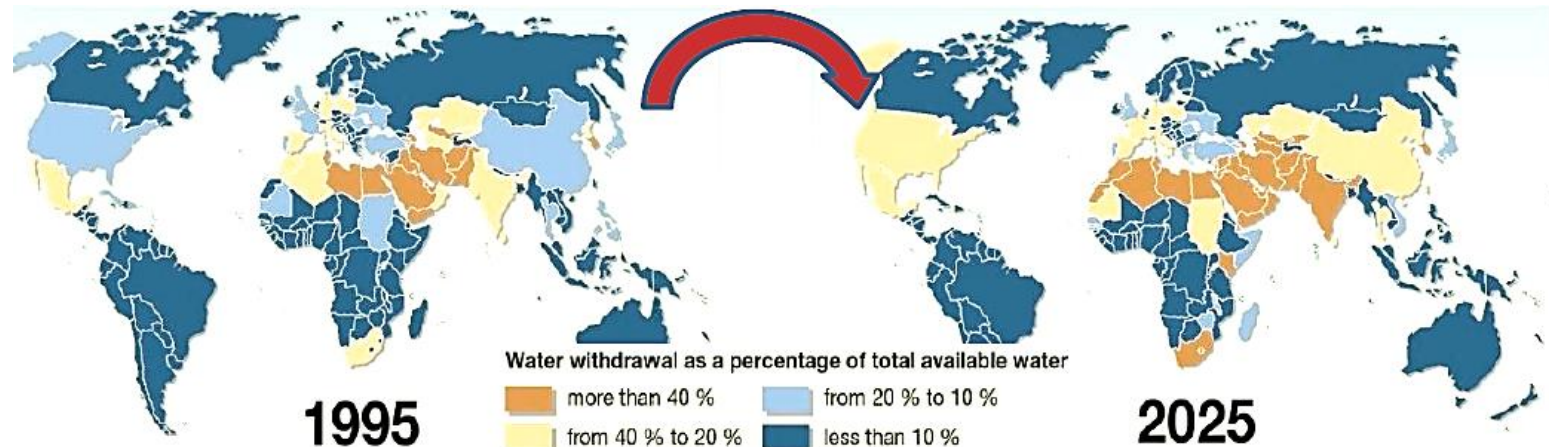 Water withdrawal as a percentage of total available water
more than 40 %
from 20 % to 10 %
from 40 % to 20 %
less than 10 %
1995
2025